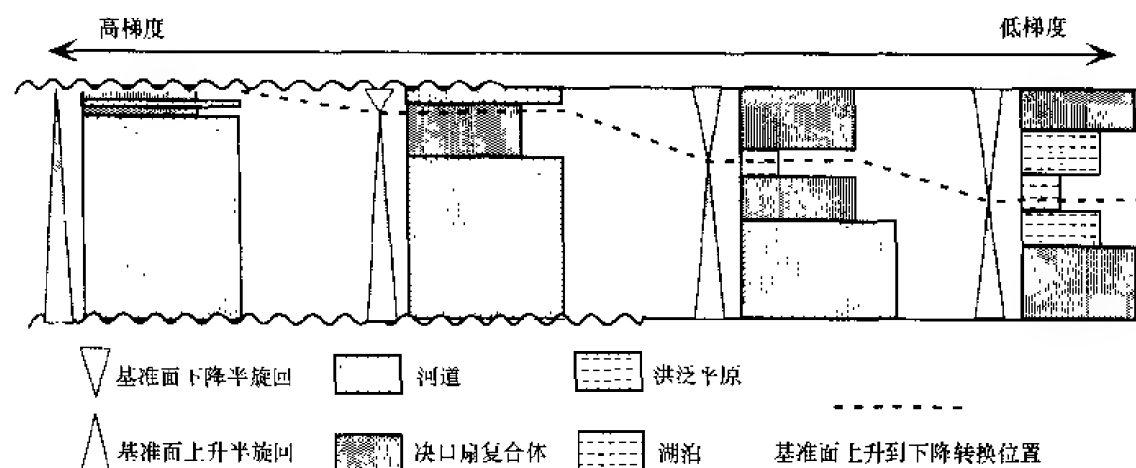 高梯度
低梯度
基准面下降半旋回
河道
洪泛平原
基准面上升半旋回
决口扇复合体
湖泊
基准面上升到下降转换位置